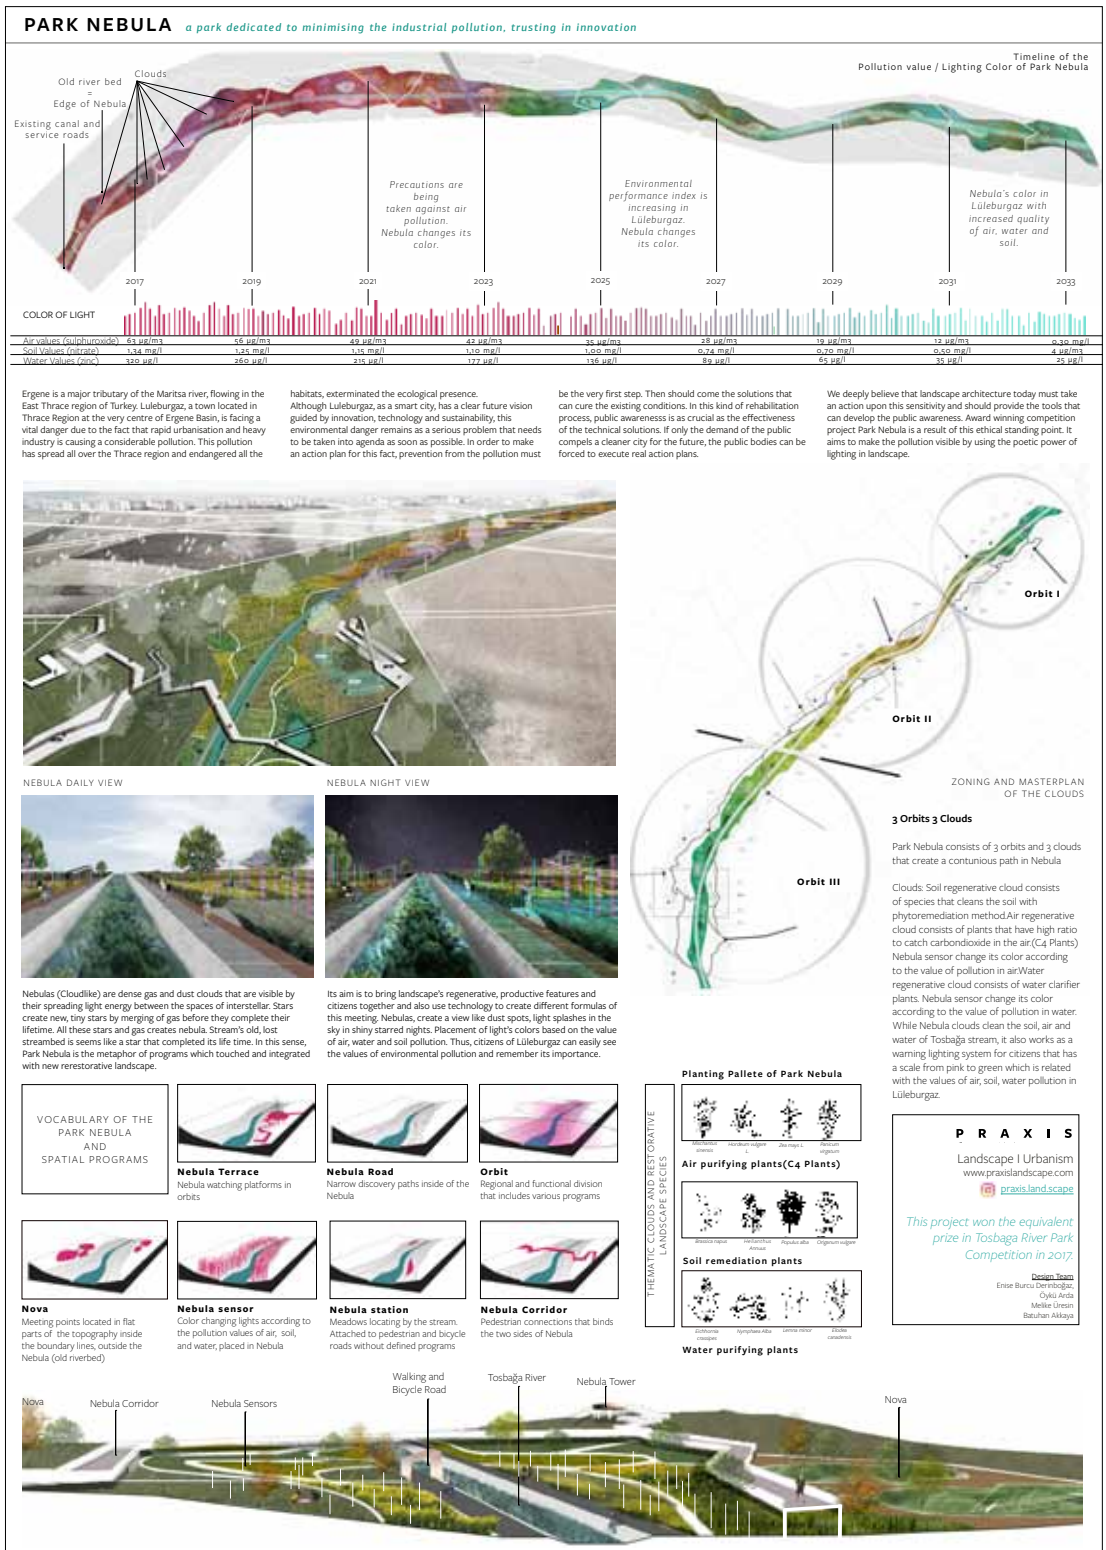 PARK NEBULA a park dedicated to minimising the industrial pollution, trusting in innovation
Timeline of the
Pollution value / Lighting Color of Park Nebula
Clouds
Old river bed
=
Edge of Nebula
Existing canal and
service roads
Precautions are
being
taken against air
pollution.
Nebula changes its
color.
Environmental
performance index is
increasing in
Lüleburgaz.
Nebula changes
its color.
Nebula's color in
Lüleburgaz with
increased quality
of air, water and
soil.
2017 2019 2021 2023 2025 2027 2029 2031 2033
COLOR OF LIGHT
Air values (sulphuroxide) 63 µg/m3 56 µg/m3 49 µg/m3 42 µg/m3 35 µg/m3 28 µg/m3 19 µg/m3 12 µg/m3 0,30 mg/l
Soil Values (nitrate) 1,34 mg/l 1,25 mg/l 1,15 mg/l 1,10 mg/l 1,00 mg/l 0,74 mg/l 0,70 mg/l 0,50 mg/l 4 µg/m3
Water Values (zinc) 320 µg/l 260 µg/l 215 µg/l 177 µg/l 136 µg/l 89 µg/l 65 µg/l 35 µg/l 25 µg/l
Ergene is a major tributary of the Maritsa river, flowing in the
East Thrace region of Turkey. Luleburgaz, a town located in
Thrace Region at the very centre of Ergene Basin, is facing a
vital danger due to the fact that rapid urbanisation and heavy
industry is causing a considerable pollution. This pollution
has spread all over the Thrace region and endangered all the
habitats, exterminated the ecological presence.
Although Luleburgaz, as a smart city, has a clear future vision
guided by innovation, technology and sustainability, this
environmental danger remains as a serious problem that needs
to be taken into agenda as soon as possible. In order to make
an action plan for this fact, prevention from the pollution must
be the very first step. Then should come the solutions that
can cure the existing conditions. In this kind of rehabilitation
process, public awarenesss is as crucial as the effectiveness
of the technical solutions. If only the demand of the public
compels a cleaner city for the future, the public bodies can be
forced to execute real action plans.
We deeply believe that landscape architecture today must take
an action upon this sensitivity and should provide the tools that
can develop the public awareness. Award winning competition
project Park Nebula is a result of this ethical standing point. It
aims to make the pollution visible by using the poetic power of
lighting in landscape.
Orbit I
Orbit II
Orbit III
ZONING AND MASTERPLAN
OF THE CLOUDS
NEBULA DAILY VIEW
NEBULA NIGHT VIEW
3 Orbits 3 Clouds
Park Nebula consists of 3 orbits and 3 clouds
that create a contunious path in Nebula
Clouds: Soil regenerative cloud consists
of species that cleans the soil with
phytoremediation method.Air regenerative
cloud consists of plants that have high ratio
to catch carbondioxide in the air.(C4 Plants)
Nebula sensor change its color according
to the value of pollution in air.Water
regenerative cloud consists of water clarifier
plants. Nebula sensor change its color
according to the value of pollution in water.
While Nebula clouds clean the soil, air and
water of Tosbağa stream, it also works as a
warning lighting system for citizens that has
a scale from pink to green which is related
with the values of air, soil, water pollution in
Lüleburgaz.
Nebulas (Cloudlike) are dense gas and dust clouds that are visible by
their spreading light energy between the spaces of interstellar. Stars
create new, tiny stars by merging of gas before they complete their
lifetime. All these stars and gas creates nebula. Stream's old, lost
streambed is seems like a star that completed its life time. In this sense,
Park Nebula is the metaphor of programs which touched and integrated
with new rerestorative landscape.
Its aim is to bring landscape's regenerative, productive features and
citizens together and also use technology to create different formulas of
this meeting. Nebulas, create a view like dust spots, light splashes in the
sky in shiny starred nights. Placement of light's colors based on the value
of air, water and soil pollution. Thus, citizens of Lüleburgaz can easily see
the values of environmental pollution and remember its importance.
VOCABULARY OF THE
PARK NEBULA
AND
SPATIAL PROGRAMS
Nebula Terrace
Nebula watching platforms in
orbits
Nebula Road
Narrow discovery paths inside of the
Nebula
Orbit
Regional and functional division
that includes various programs
Nova
Meeting points located in flat
parts of the topography inside
the boundary lines, outside the
Nebula (old riverbed)
Nebula sensor
Color changing lights according to
the pollution values of air, soil,
and water, placed in Nebula
Nebula station
Meadows locating by the stream.
Attached to pedestrian and bicycle
roads without defined programs
Nebula Corridor
Pedestrian connections that binds
the two sides of Nebula
THEMATIC CLOUDS AND RESTORATIVE
LANDSCAPE SPECIES
Planting Pallete of Park Nebula
Mischantus sinensis
Hordeum vulgare L.
Zea mays L.
Panicum virgatum
Air purifying plants(C4 Plants)
Brassica napus
Helianthus Annuus
Populus alba
Origanum vulgare
Soil remediation plants
Eichhornia crassipes
Nymphaea Alba
Lemna minor
Elodea canadensis
Water purifying plants
PRAXIS
Landscape I Urbanism
www.praxislandscape.com
praxis.land.scape
This project won the equivalent
prize in Tosbaga River Park
Competition in 2017.
Design Team
Enise Burcu Derinboğaz,
Öykü Arda
Melike Üresin
Batuhan Akkaya
Nova
Nebula Corridor
Nebula Sensors
Walking and
Bicycle Road
Tosbağa River
Nebula Tower
Nova